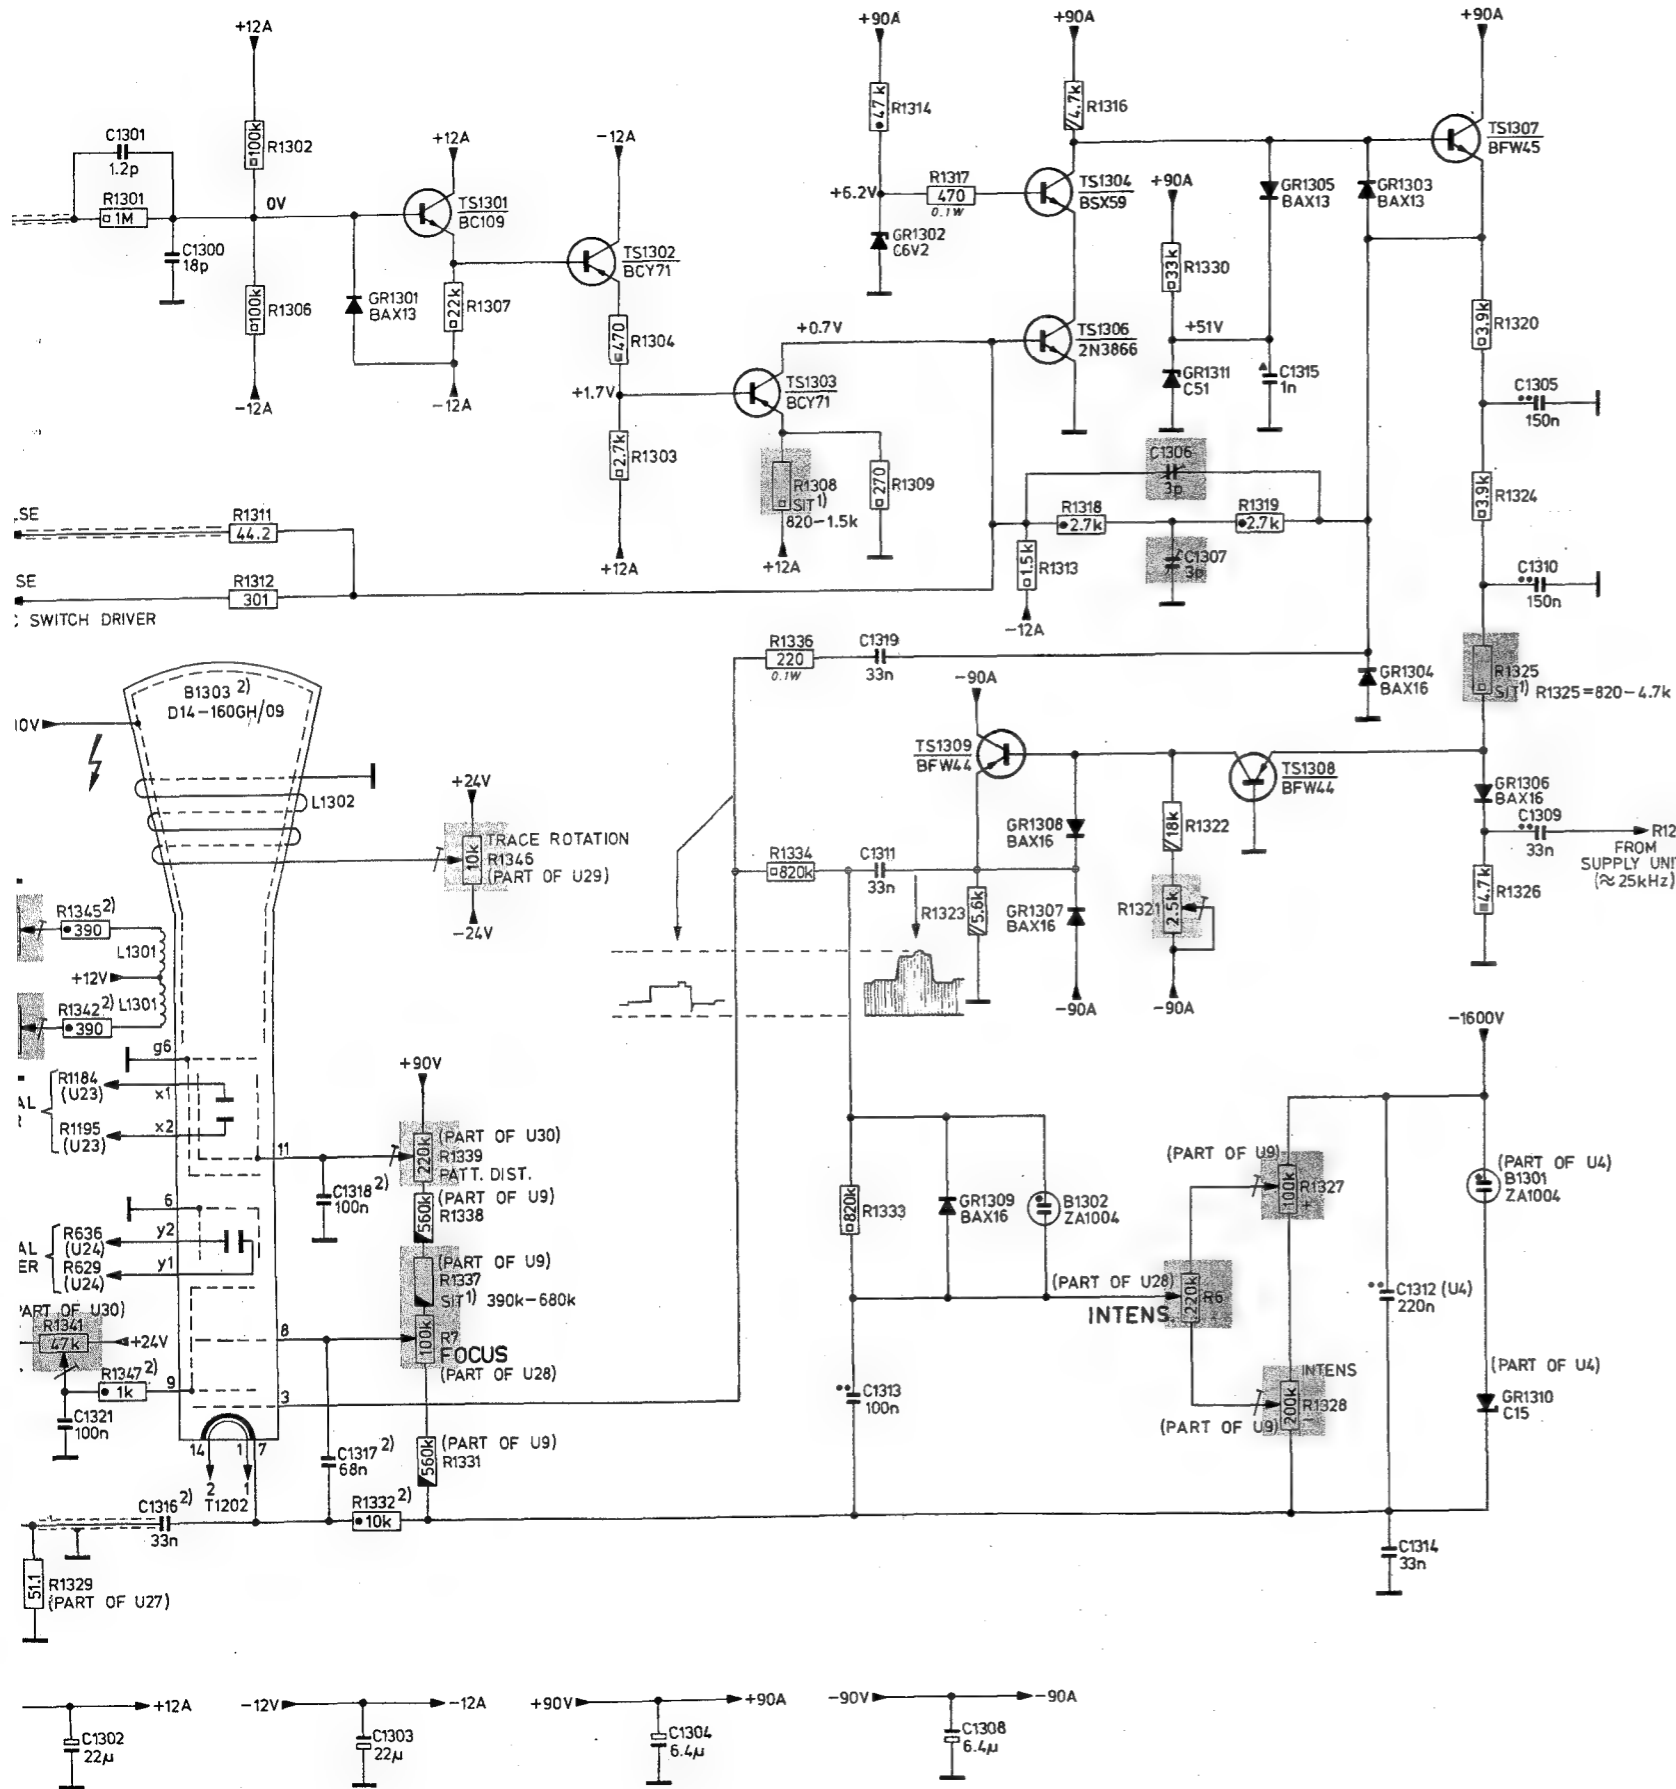 +12A
+90A
+90A
+90A
C1301
1.2p
100k
R1302
+12A
-12A
47k
R1314
4.7k
R1316
TS1307
BFW45
R1301
1M
0V
TS1301
BC109
C1300
18p
+6.2V
R1317
470
0.1W
TS1304
BSX59
+90A
GR1305
BAX13
GR1303
BAX13
TS1302
BCY71
GR1302
C6V2
33k
R1330
100k
R1306
GR1301
BAX13
22k
R1307
470
R1304
+0.7V
TS1306
2N3866
+51V
3.9k
R1320
-12A
-12A
+1.7V
TS1303
BCY71
GR1311
C51
C1315
1n
C1305
150n
2.7k
R1303
R1308
SIT 1)
820-1.5k
270
R1309
C1306
3p
3.9k
R1324
R1318
2.7k
R1319
2.7k
LSE
R1311
44.2
+12A
+12A
1.5k
R1313
C1307
3p
SE
R1312
301
C1310
150n
C SWITCH DRIVER
-12A
R1336
220
0.1W
C1319
33n
GR1304
BAX16
R1325
SIT 1)
R1325=820-4.7k
B1303 2)
D14-160GH/09
10V
-90A
TS1309
BFW44
TS1308
BFW44
GR1306
BAX16
L1302
+24V
10k
TRACE ROTATION
R1346
(PART OF U29)
-24V
GR1308
BAX16
18k
R1322
C1309
33n
R12
FROM
SUPPLY UNIT
(≈25kHz)
R1334
820k
C1311
33n
R1323
5.6k
GR1307
BAX16
R1321
2.5k
4.7k
R1326
R1345 2)
390
L1301
+12V
L1301
R1342 2)
390
-90A
-90A
-1600V
g6
+90V
R1184
(U23)
x1
R1195
(U23)
x2
AL
R
11
220k
(PART OF U30)
R1339
PATT. DIST.
C1318 2)
100n
560k
(PART OF U9)
R1338
820k
R1333
GR1309
BAX16
B1302
ZA1004
(PART OF U9)
100k
R1327
+
(PART OF U4)
B1301
ZA1004
6
R636
(U24)
y2
R629
(U24)
y1
AL
ER
(PART OF U9)
R1337
SIT 1) 390k-680k
(PART OF U28)
INTENS.
220k
R6
C1312 (U4)
220n
PART OF U30)
R1341
47k
+24V
8
100k
R7
FOCUS
(PART OF U28)
R1347 2)
1k
9
3
C1321
100n
C1313
100n
INTENS
200k
R1328
-
(PART OF U9)
(PART OF U4)
GR1310
C15
14
1
7
2
1
T1202
C1317 2)
68n
560k
(PART OF U9)
R1331
C1316 2)
33n
R1332 2)
10k
C1314
33n
51.1
R1329
(PART OF U27)
+12A
-12V
-12A
+90V
+90A
-90V
-90A
C1302
22µ
C1303
22µ
C1304
6.4µ
C1308
6.4µ